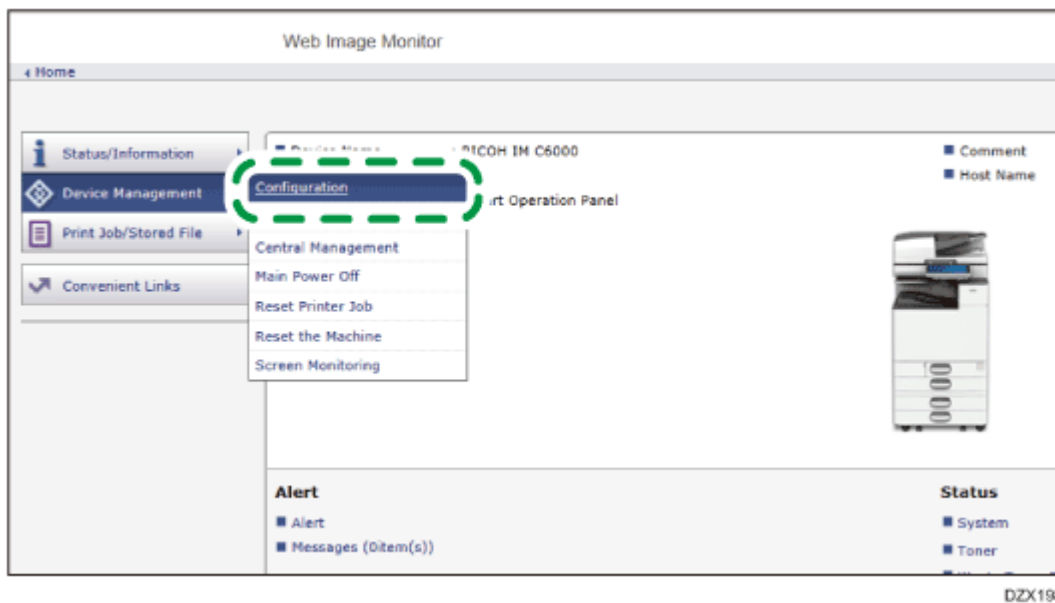 Web Image Monitor
Home
Status/Information
Device Name : RICOH IM C6000
Comment
Device Management
Configuration
Host Name
Operation Panel
Print Job/Stored File
Central Management
Main Power Off
Convenient Links
Reset Printer Job
Reset the Machine
Screen Monitoring
Alert
Status
Alert
System
Messages (0item(s))
Toner
DZX19